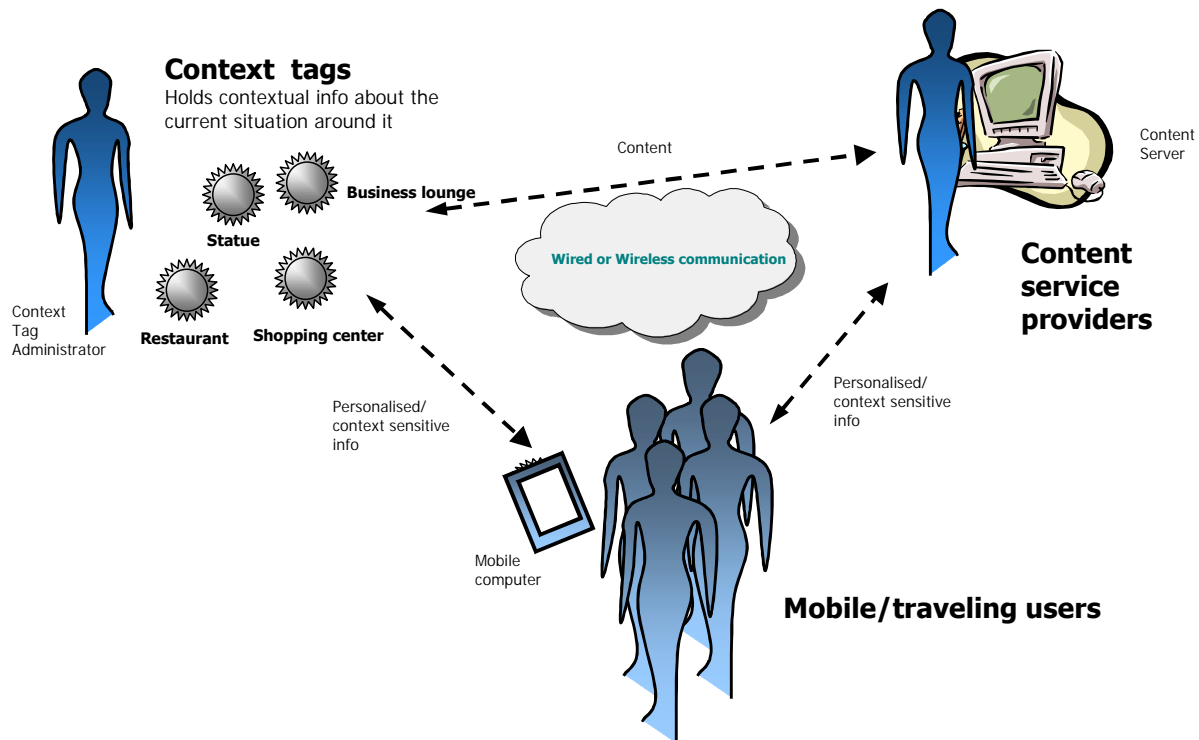 Context tags
Holds contextual info about the
current situation around it
Content
Content
Server
Business lounge
Statue
Wired or Wireless communication
Content
service
providers
Context
Tag
Administrator
Restaurant
Shopping center
Personalised/
context sensitive
info
Personalised/
context sensitive
info
Mobile
computer
Mobile/traveling users